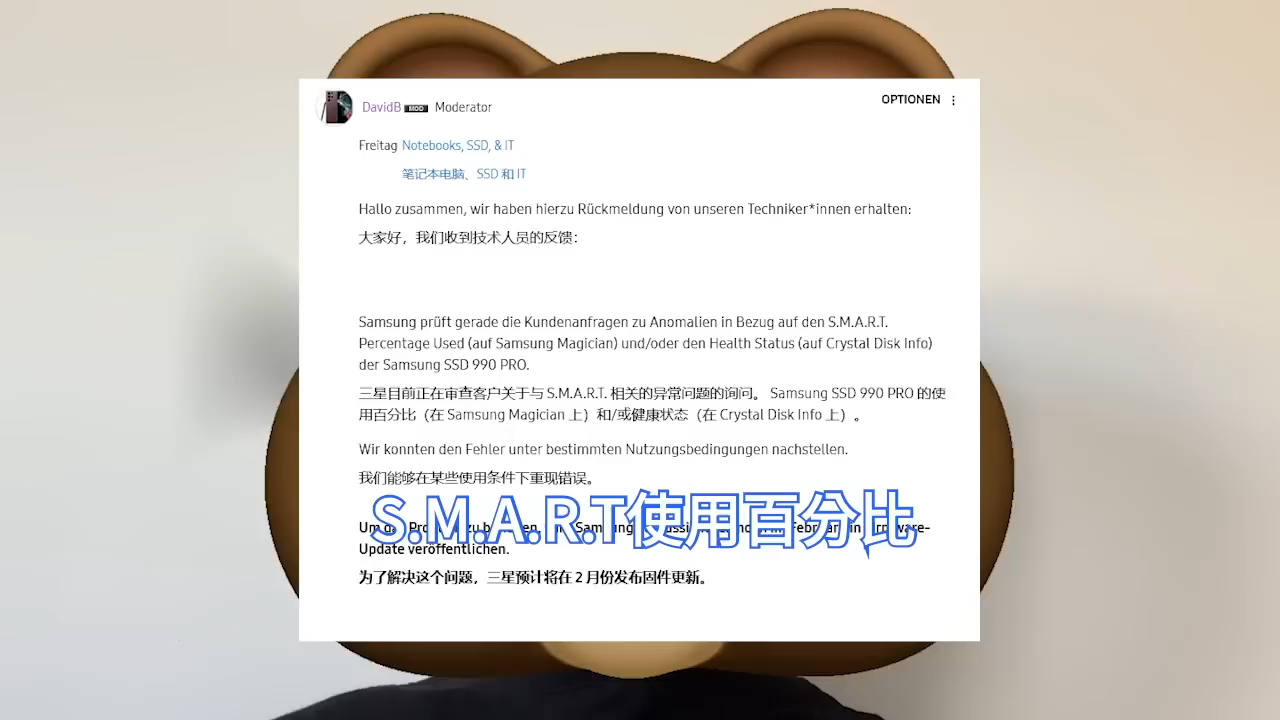 DavidB MOD Moderator
OPTIONEN
Freitag Notebooks, SSD, & IT
笔记本电脑、SSD 和 IT
Hallo zusammen, wir haben hierzu Rückmeldung von unseren Techniker*innen erhalten:
大家好，我们收到技术人员的反馈：
Samsung prüft gerade die Kundenanfragen zu Anomalien in Bezug auf den S.M.A.R.T.
Percentage Used (auf Samsung Magician) und/oder den Health Status (auf Crystal Disk Info)
der Samsung SSD 990 PRO.
三星目前正在审查客户关于与 S.M.A.R.T. 相关的异常问题的询问。 Samsung SSD 990 PRO 的使
用百分比（在 Samsung Magician 上）和/或健康状态（在 Crystal Disk Info 上）。
Wir konnten den Fehler unter bestimmten Nutzungsbedingungen nachstellen.
我们能够在某些使用条件下重现错误。
S.M.A.R.T使用百分比
Um Samsung
Update veröffentlichen.
为了解决这个问题，三星预计将在 2 月份发布固件更新。